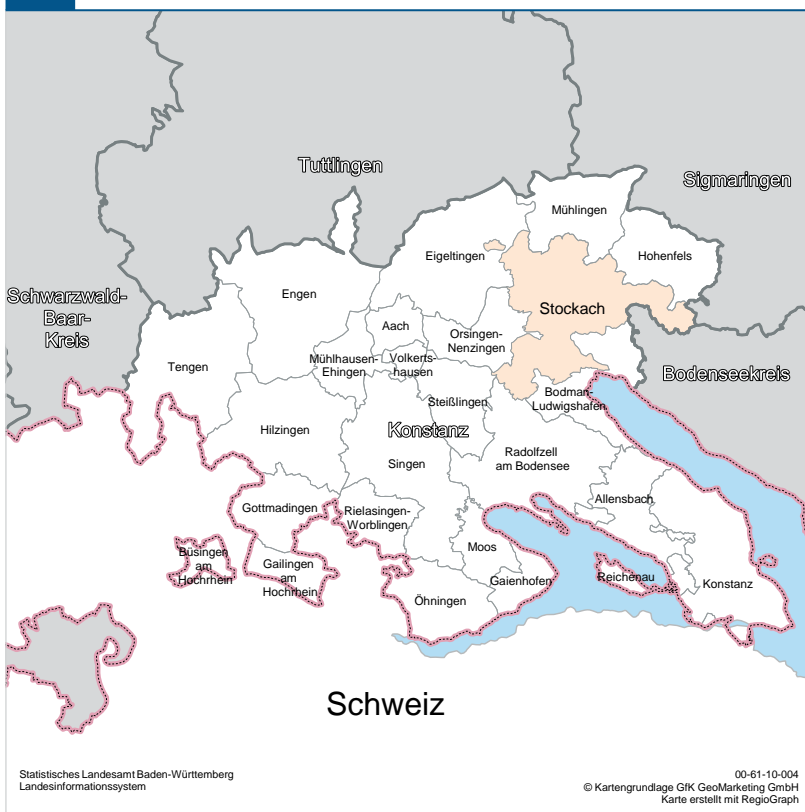 Tuttlingen
Sigmaringen
Mühlingen
Eigeltingen
Hohenfels
Schwarzwald-
Baar-
Kreis
Engen
Stockach
Aach
Orsingen-
Nenzingen
Tengen
Mühlhausen-
Ehingen
Volkerts-
hausen
Bodenseekreis
Bodman
Ludwigshafen
Steißlingen
Hilzingen
Konstanz
Singen
Radolfzell
am Bodensee
Allensbach
Gottmadingen
Rielasingen-
Worblingen
Büsingen
am
Hochrhein
Gailingen
am
Hochrhein
Moos
Gaienhofen
Reichenau
Konstanz
Öhningen
Schweiz
Statistisches Landesamt Baden-Württemberg
Landesinformationssystem
00-61-10-004
© Kartengrundlage GfK GeoMarketing GmbH
Karte erstellt mit RegioGraph